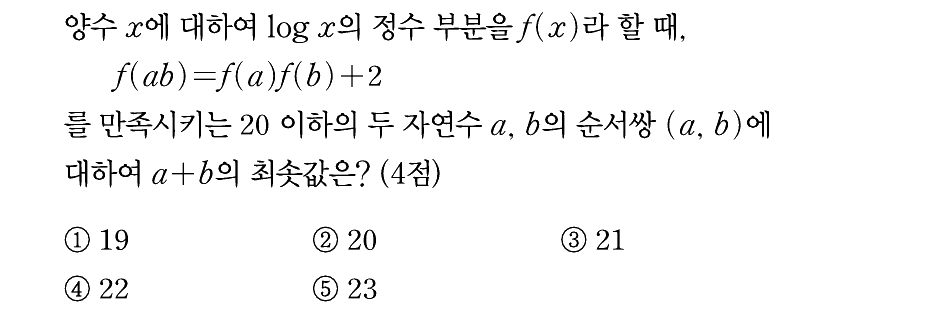 양수 x에 대하여 log x의 정수 부분을 f(x)라 할 때,
f(ab)=f(a)f(b)+2
를 만족시키는 20 이하의 두 자연수 a, b의 순서쌍 (a, b)에
대하여 a+b의 최솟값은? (4점)
① 19 ② 20 ③ 21
④ 22 ⑤ 23